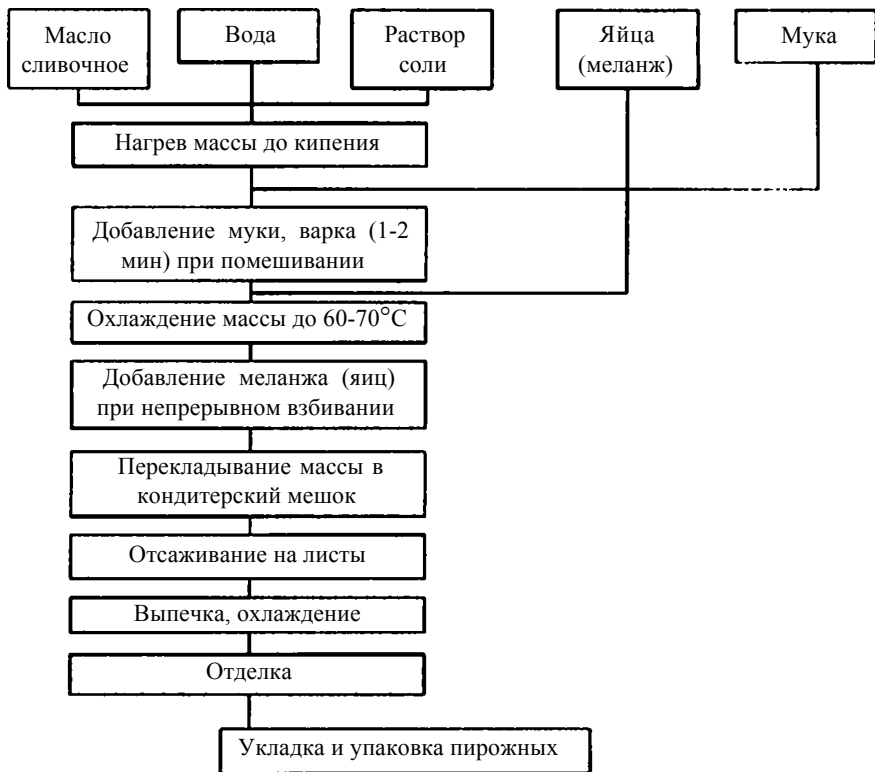 Масло
сливочное
Вода
Раствор
соли
Яйца
(меланж)
Мука
Нагрев массы до кипения
Добавление муки, варка (1-2
мин) при помешивании
Охлаждение массы до 60-70°С
Добавление меланжа (яиц)
при непрерывном взбивании
Перекладывание массы в
кондитерский мешок
Отсаживание на листы
Выпечка, охлаждение
Отделка
Укладка и упаковка пирожных